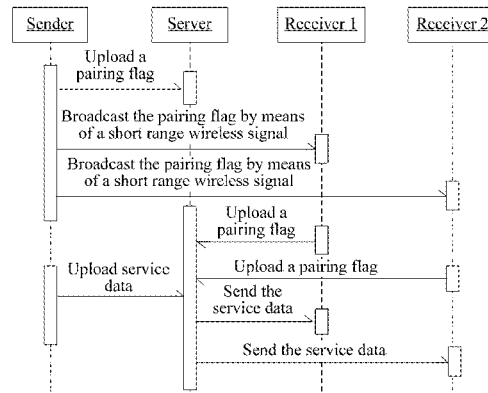 Sender
Server
Receiver 1
Receiver 2
Upload a
pairing flag
Broadcast the pairing flag by means
of a short range wireless signal
Broadcast the pairing flag by means
of a short range wireless signal
Upload a
pairing flag
Upload service
data
Upload a pairing flag
Send the
service data
Send the service data